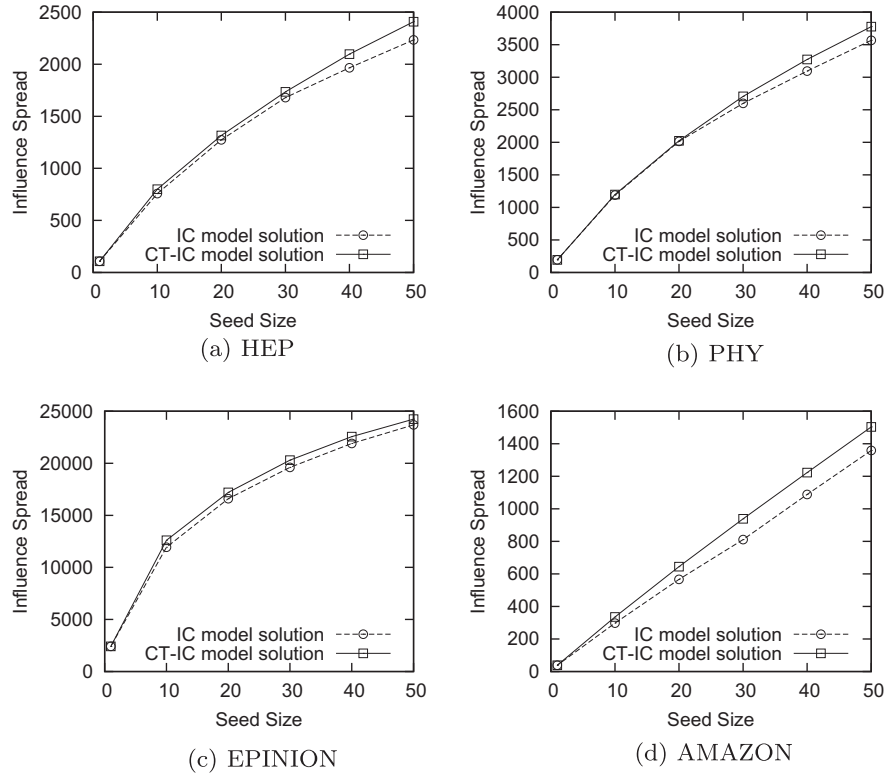 2500
2000
1500
1000
500
0
Influence Spread
IC model solution
CT-IC model solution
0 10 20 30 40 50
Seed Size
(a) HEP
4000
3500
3000
2500
2000
1500
1000
500
0
Influence Spread
IC model solution
CT-IC model solution
0 10 20 30 40 50
Seed Size
(b) PHY
25000
20000
15000
10000
5000
0
Influence Spread
IC model solution
CT-IC model solution
0 10 20 30 40 50
Seed Size
(c) EPINION
1600
1400
1200
1000
800
600
400
200
0
Influence Spread
IC model solution
CT-IC model solution
0 10 20 30 40 50
Seed Size
(d) AMAZON